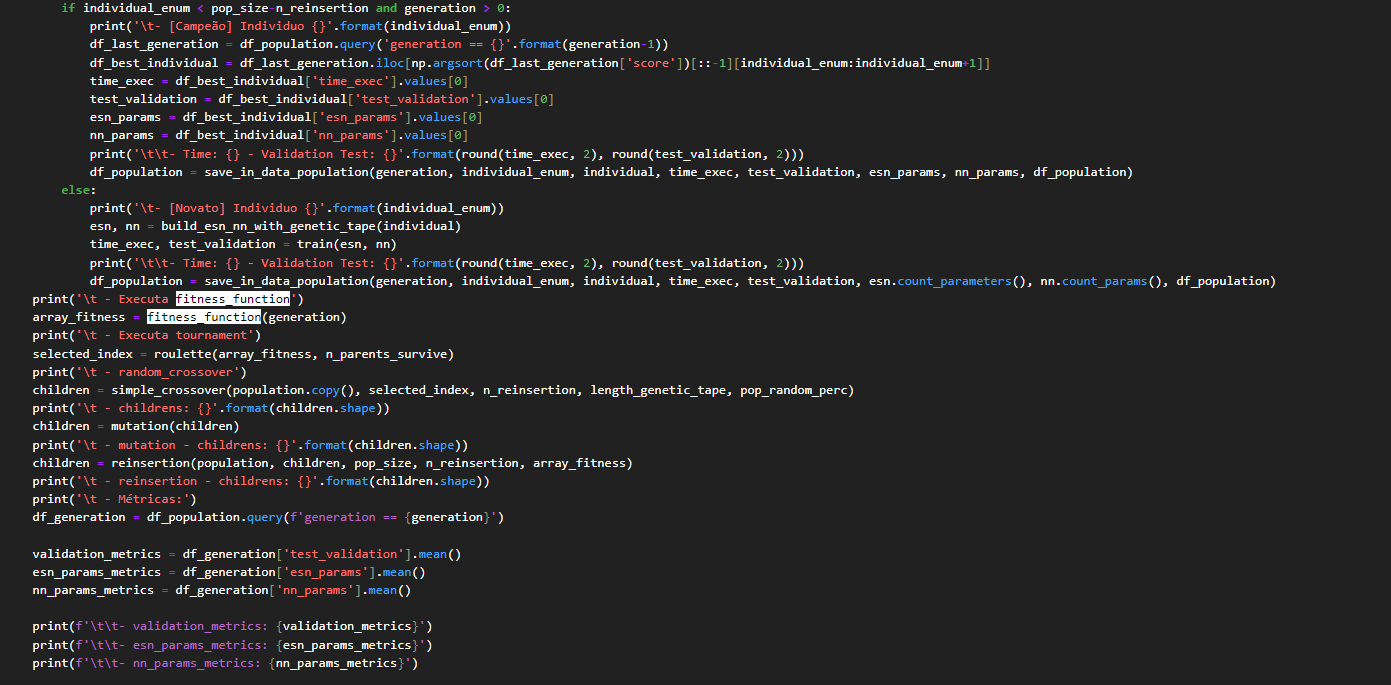 if individual_enum < pop_size-n_reinsertion and generation > 0:
print('\t- [Campeão] Individuo {}'.format(individual_enum))
df_last_generation = df_population.query('generation == {}'.format(generation-1))
df_best_individual = df_last_generation.iloc[np.argsort(df_last_generation['score'])[::-1][individual_enum:individual_enum+1]]
time_exec = df_best_individual['time_exec'].values[0]
test_validation = df_best_individual['test_validation'].values[0]
esn_params = df_best_individual['esn_params'].values[0]
nn_params = df_best_individual['nn_params'].values[0]
print('\t\t- Time: {} - Validation Test: {}'.format(round(time_exec, 2), round(test_validation, 2)))
df_population = save_in_data_population(generation, individual_enum, individual, time_exec, test_validation, esn_params, nn_params, df_population)
else:
print('\t- [Novato] Individuo {}'.format(individual_enum))
esn, nn = build_esn_nn_with_genetic_tape(individual)
time_exec, test_validation = train(esn, nn)
print('\t\t- Time: {} - Validation Test: {}'.format(round(time_exec, 2), round(test_validation, 2)))
df_population = save_in_data_population(generation, individual_enum, individual, time_exec, test_validation, esn.count_parameters(), nn.count_params(), df_population)
print('\t - Executa fitness_function')
array_fitness = fitness_function(generation)
print('\t - Executa tournament')
selected_index = roulette(array_fitness, n_parents_survive)
print('\t - random_crossover')
children = simple_crossover(population.copy(), selected_index, n_reinsertion, length_genetic_tape, pop_random_perc)
print('\t - childrens: {}'.format(children.shape))
children = mutation(children)
print('\t - mutation - childrens: {}'.format(children.shape))
children = reinsertion(population, children, pop_size, n_reinsertion, array_fitness)
print('\t - reinsertion - childrens: {}'.format(children.shape))
print('\t - Métricas:')
df_generation = df_population.query(f'generation == {generation}')
validation_metrics = df_generation['test_validation'].mean()
esn_params_metrics = df_generation['esn_params'].mean()
nn_params_metrics = df_generation['nn_params'].mean()
print(f'\t\t- validation_metrics: {validation_metrics}')
print(f'\t\t- esn_params_metrics: {esn_params_metrics}')
print(f'\t\t- nn_params_metrics: {nn_params_metrics}')